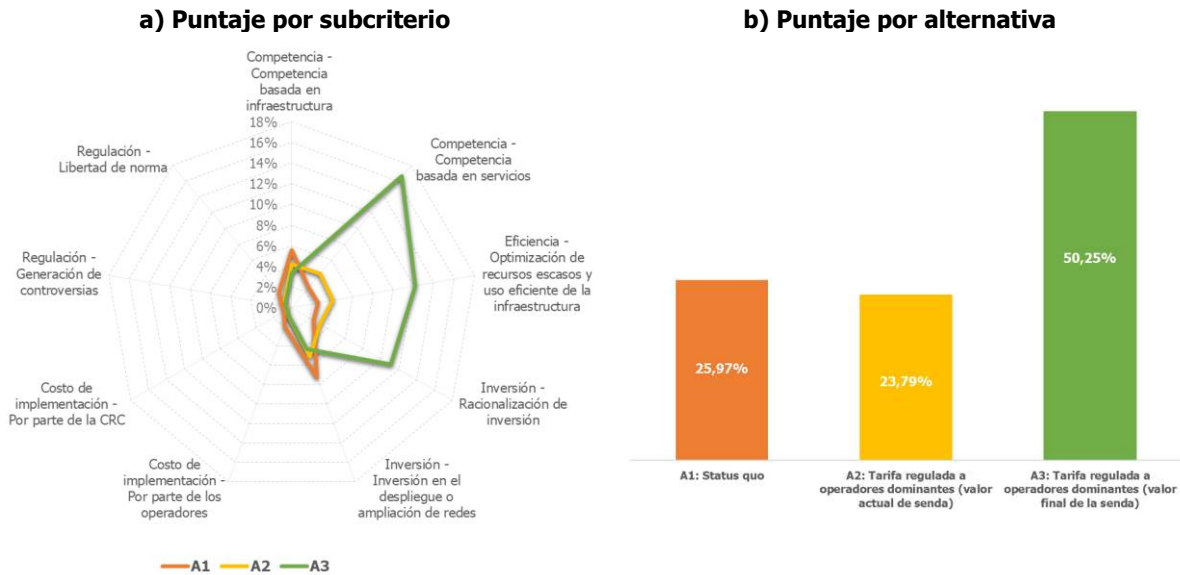 a) Puntaje por subcriterio
Competencia -
Competencia
basada en
infraestructura
18%
16%
14%
12%
10%
8%
6%
4%
2%
0%
Competencia -
Competencia
basada en servicios
Eficiencia -
Optimización de
recursos escasos y
uso eficiente de la
infraestructura
Inversión -
Racionalización de
inversión
Inversión -
Inversión en el
despliegue o
ampliación de redes
Costo de
implementación -
Por parte de los
operadores
Costo de
implementación -
Por parte de la CRC
Regulación -
Generación de
controversias
Regulación -
Libertad de norma
A1 A2 A3
b) Puntaje por alternativa
25,97%
23,79%
50,25%
A1: Status quo
A2: Tarifa regulada a
operadores dominantes (valor
actual de senda)
A3: Tarifa regulada a
operadores dominantes (valor
final de la senda)